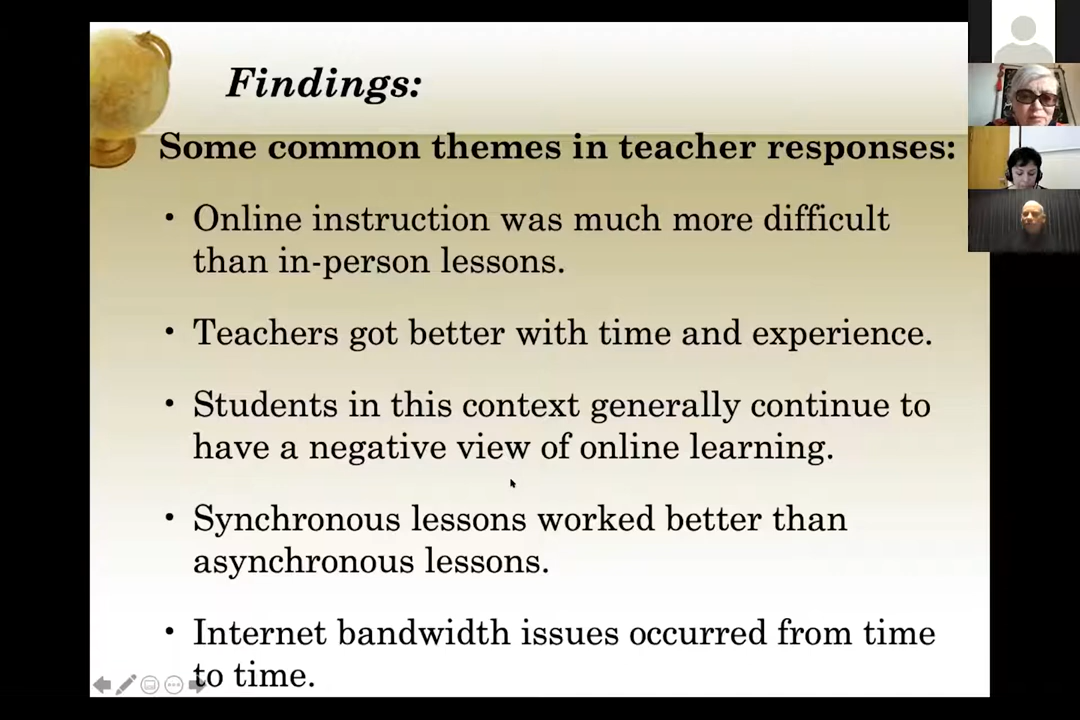 Findings:
Some common themes in teacher responses:
• Online instruction was much more difficult
than in-person lessons.
• Teachers got better with time and experience.
• Students in this context generally continue to
have a negative view of online learning.
• Synchronous lessons worked better than
asynchronous lessons.
• Internet bandwidth issues occurred from time
to time.